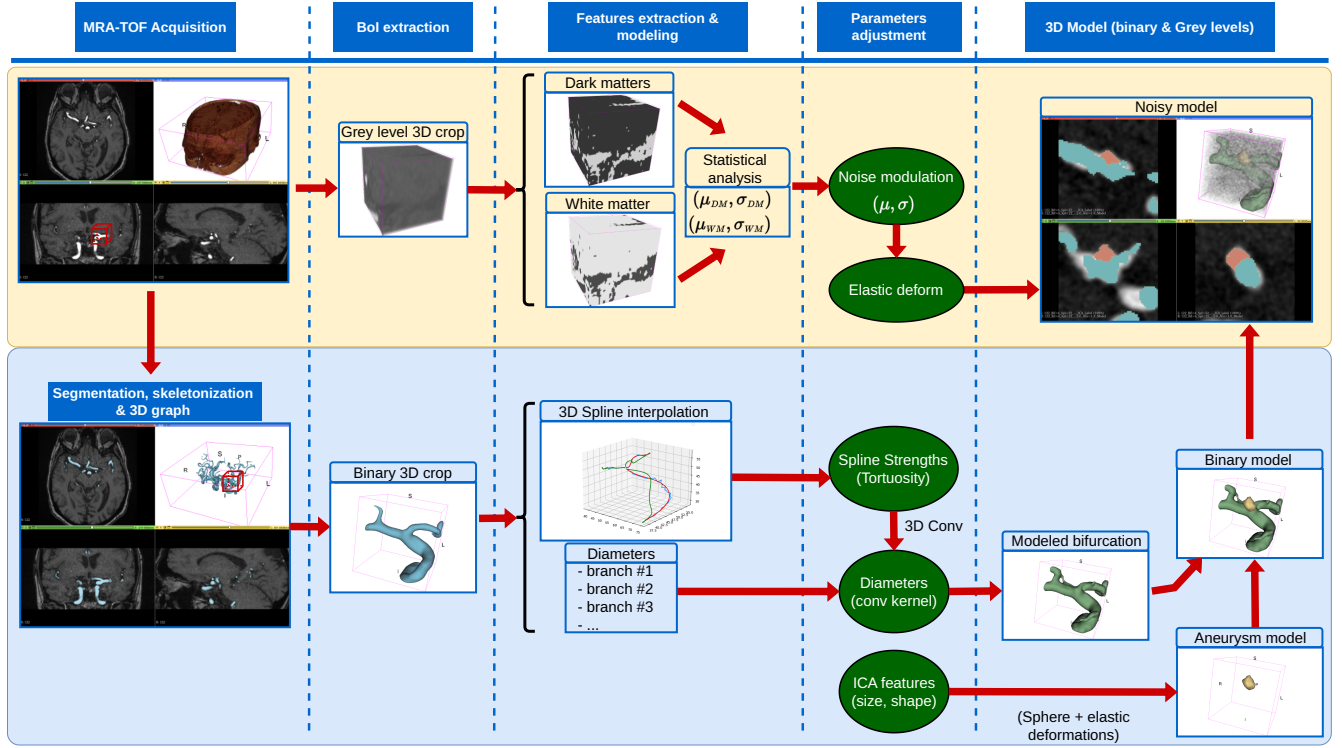 MRA-TOF Acquisition
BoI extraction
Features extraction &
modeling
Parameters
adjustment
3D Model (binary & Grey levels)
Grey level 3D crop
Dark matters
White matter
Statistical
analysis
(μDM, σDM)
(μWM, σWM)
Noise modulation
(μ, σ)
Elastic deform
Noisy model
S
L
R
L
Segmentation, skeletonization
& 3D graph
S
P
R
L
I
Binary 3D crop
S
L
I
3D Spline interpolation
Diameters
- branch #1
- branch #2
- branch #3
- ...
Spline Strengths
(Tortuosity)
3D Conv
Diameters
(conv kernel)
ICA features
(size, shape)
Modeled bifurcation
S
L
Binary model
S
L
Aneurysm model
S
R
L
(Sphere + elastic
deformations)